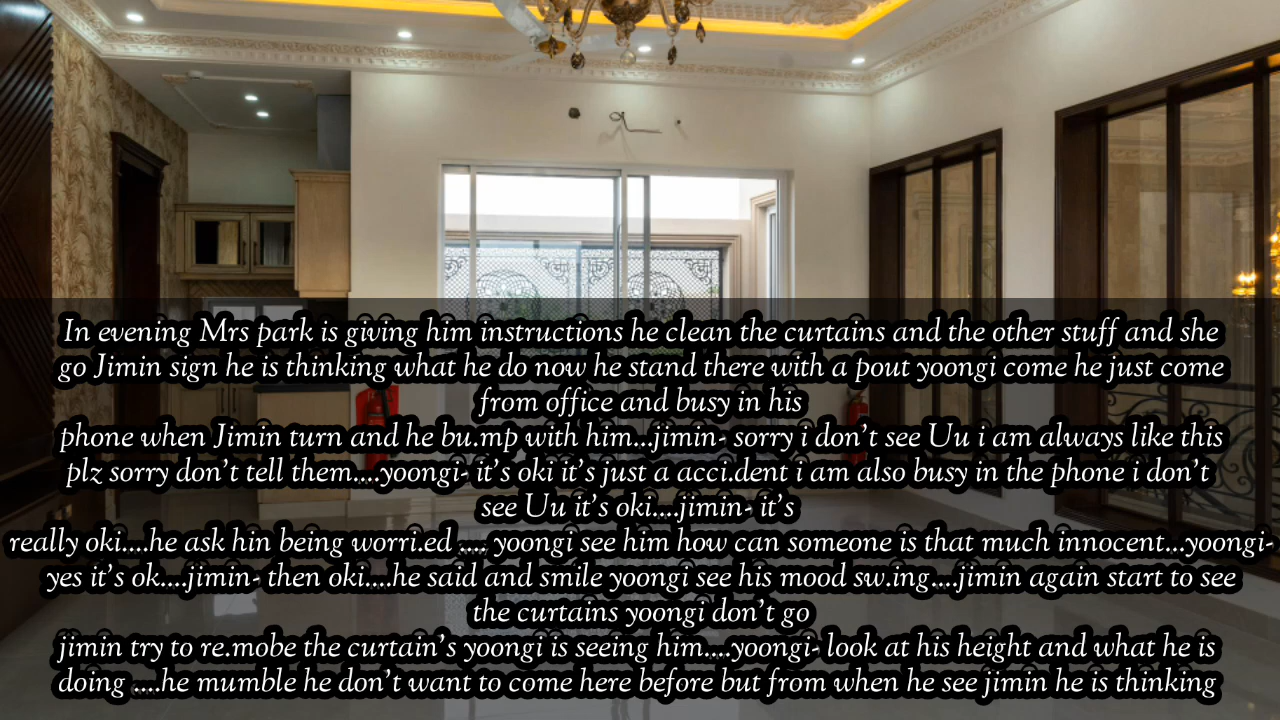 In evening Mrs park is giving him instructions he clean the curtains and the other stuff and she
go Jimin sign he is thinking what he do now he stand there with a pout yoongi come he just come
from office and busy in his
phone when Jimin turn and he bu.mp with him...jimin- sorry i don't see Uu i am always like this
plz sorry don't tell them....yoongi- it's oki it's just a acci.dent i am also busy in the phone i don't
see Uu it's oki....jimin- it's
really oki....he ask hin being worri.ed .... yoongi see him how can someone is that much innocent...yoongi-
yes it's ok....jimin- then oki....he said and smile yoongi see his mood sw.ing....jimin again start to see
the curtains yoongi don't go
jimin try to re.mobe the curtain's yoongi is seeing him....yoongi- look at his height and what he is
doing ....he mumble he don't want to come here before but from when he see jimin he is thinking